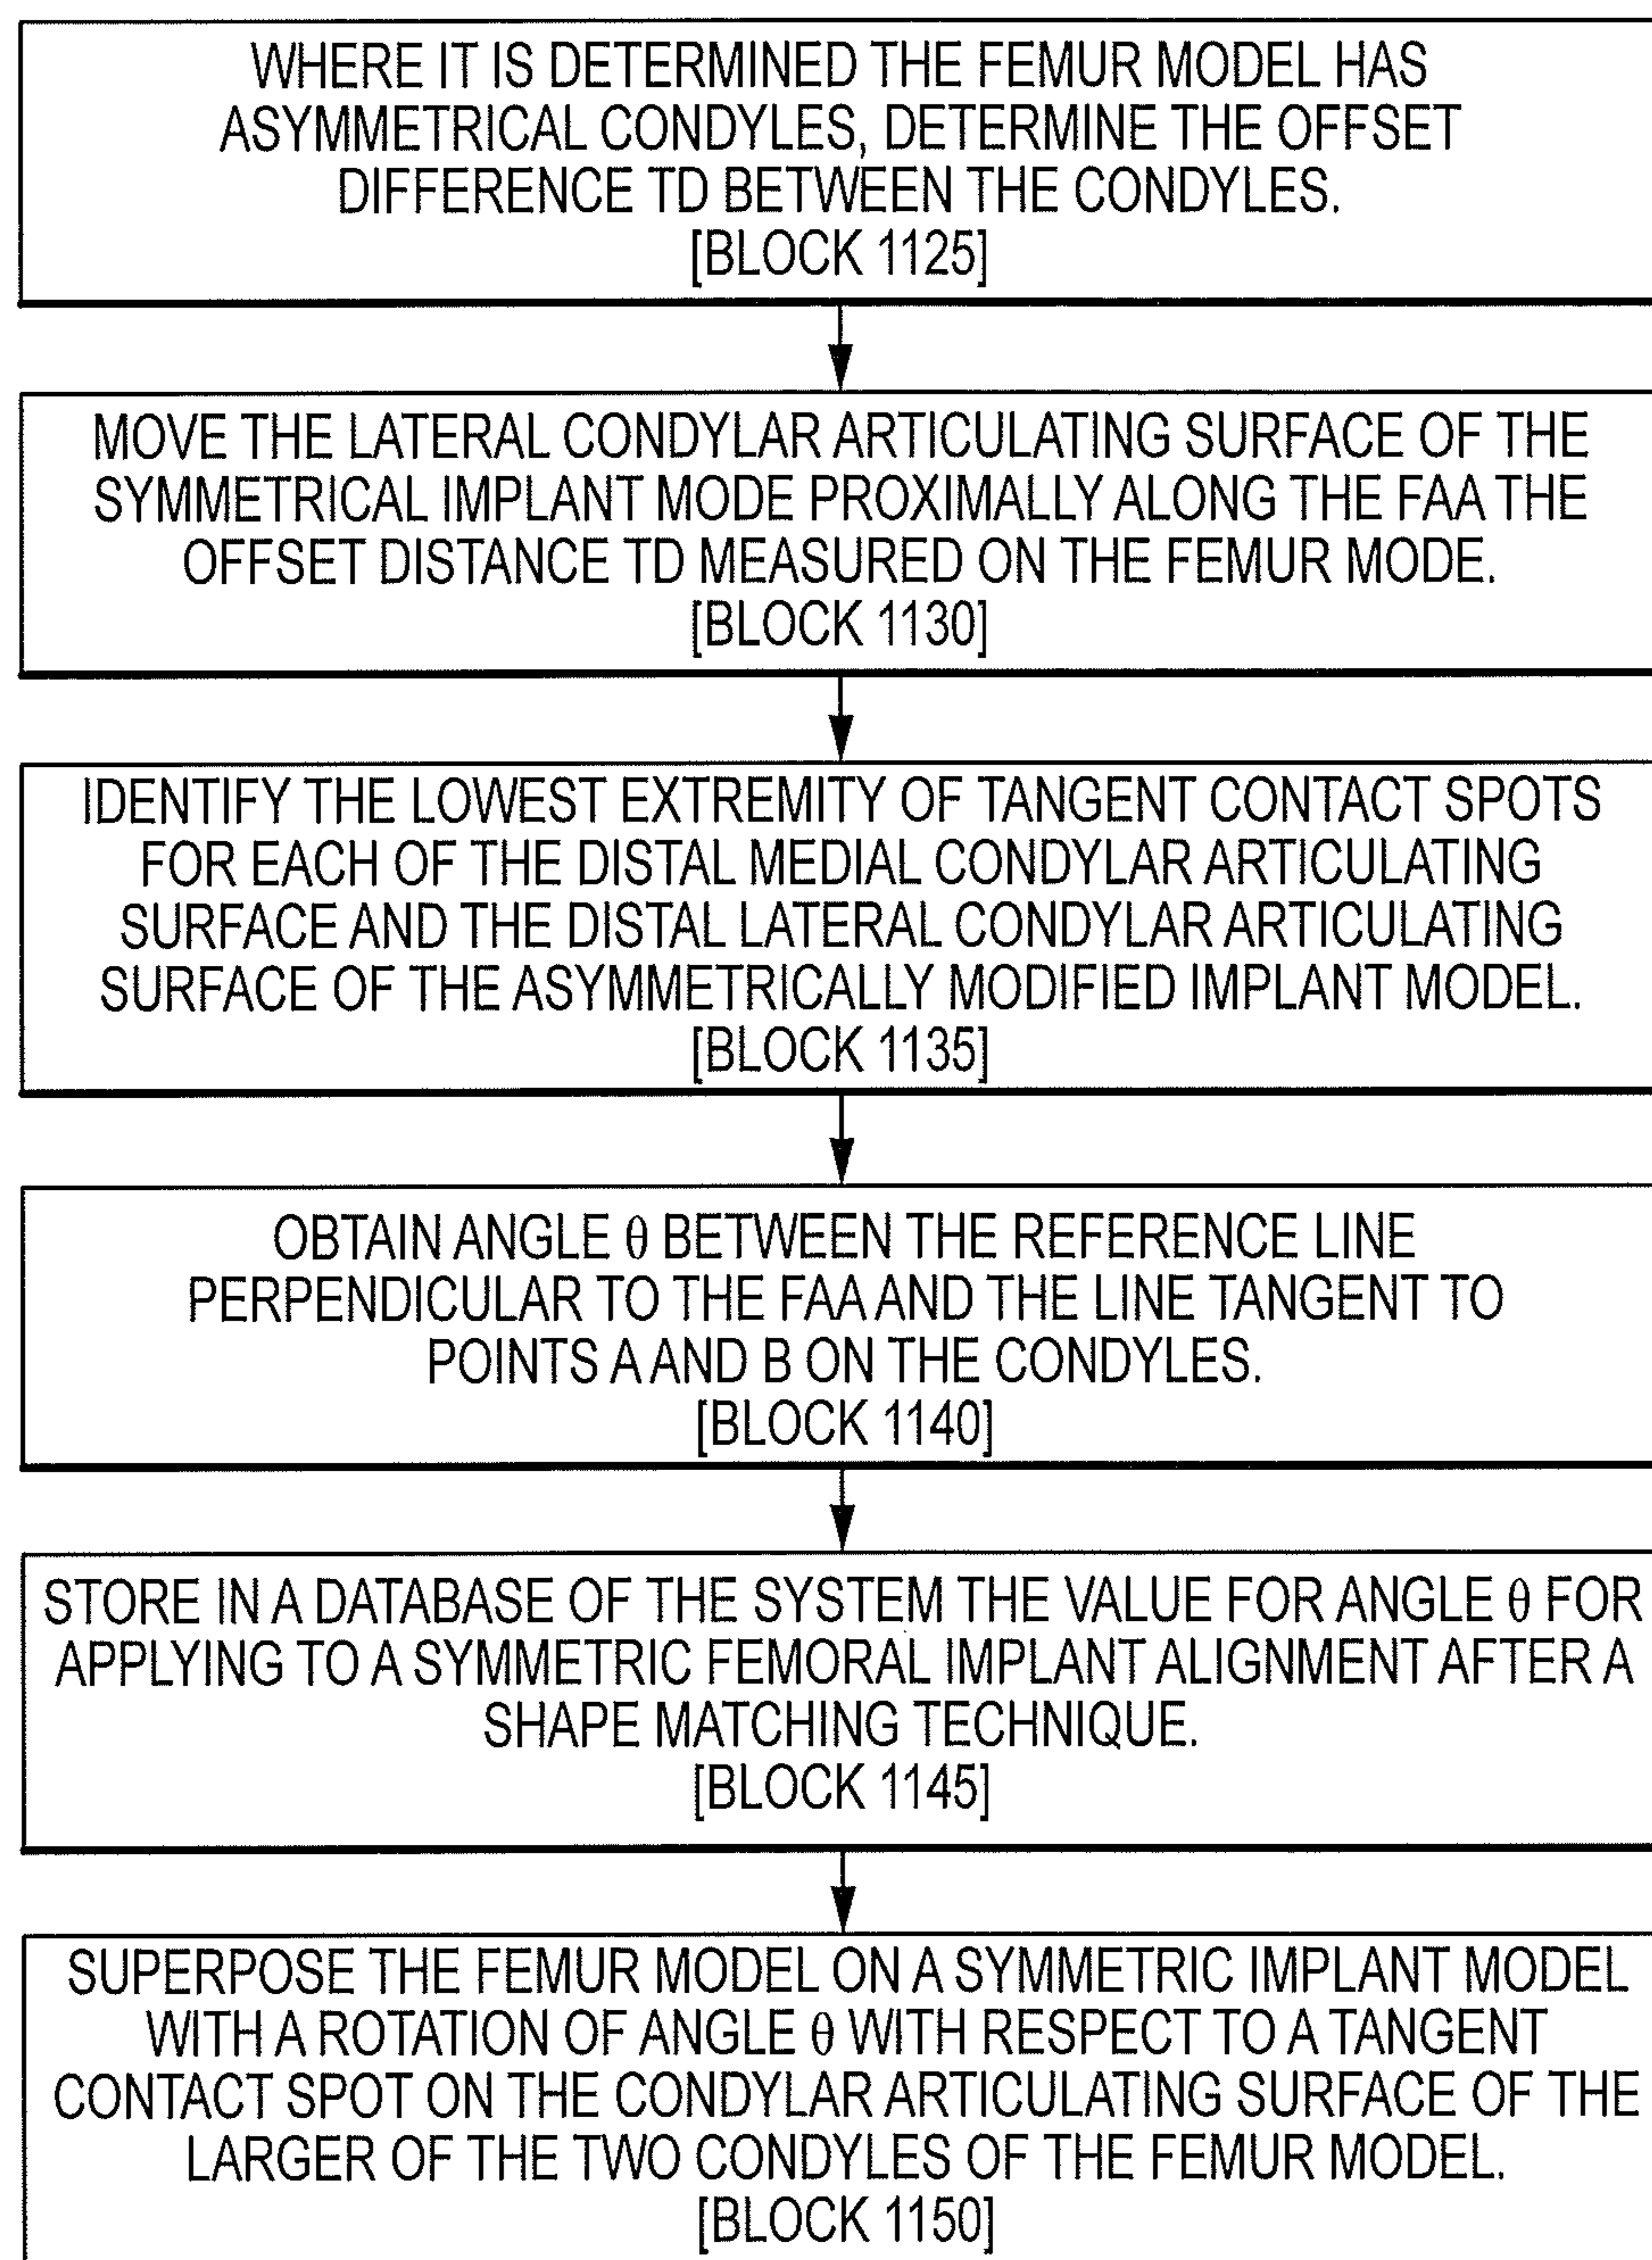 WHERE IT IS DETERMINED THE FEMUR MODEL HAS
ASYMMETRICAL CONDYLES, DETERMINE THE OFFSET
DIFFERENCE TD BETWEEN THE CONDYLES.
[BLOCK 1125]
MOVE THE LATERAL CONDYLAR ARTICULATING SURFACE OF THE
SYMMETRICAL IMPLANT MODE PROXIMALLY ALONG THE FAA THE
OFFSET DISTANCE TD MEASURED ON THE FEMUR MODE.
[BLOCK 1130]
IDENTIFY THE LOWEST EXTREMITY OF TANGENT CONTACT SPOTS
FOR EACH OF THE DISTAL MEDIAL CONDYLAR ARTICULATING
SURFACE AND THE DISTAL LATERAL CONDYLAR ARTICULATING
SURFACE OF THE ASYMMETRICALLY MODIFIED IMPLANT MODEL.
[BLOCK 1135]
OBTAIN ANGLE θ BETWEEN THE REFERENCE LINE
PERPENDICULAR TO THE FAA AND THE LINE TANGENT TO
POINTS A AND B ON THE CONDYLES.
[BLOCK 1140]
STORE IN A DATABASE OF THE SYSTEM THE VALUE FOR ANGLE θ FOR
APPLYING TO A SYMMETRIC FEMORAL IMPLANT ALIGNMENT AFTER A
SHAPE MATCHING TECHNIQUE.
[BLOCK 1145]
SUPERPOSE THE FEMUR MODEL ON A SYMMETRIC IMPLANT MODEL
WITH A ROTATION OF ANGLE θ WITH RESPECT TO A TANGENT
CONTACT SPOT ON THE CONDYLAR ARTICULATING SURFACE OF THE
LARGER OF THE TWO CONDYLES OF THE FEMUR MODEL.
[BLOCK 1150]